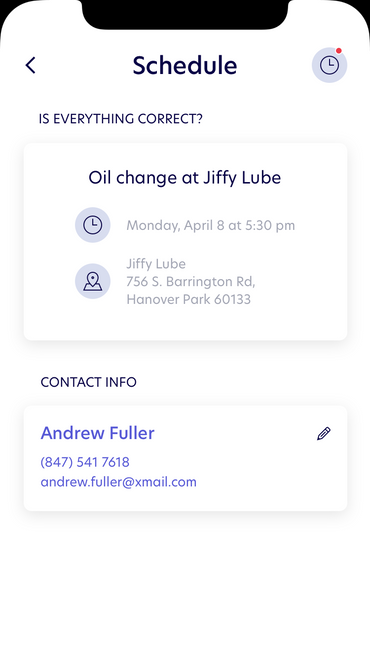 Schedule
IS EVERYTHING CORRECT?
Oil change at Jiffy Lube
Monday, April 8 at 5:30 pm
Jiffy Lube
756 S. Barrington Rd,
Hanover Park 60133
CONTACT INFO
Andrew Fuller
(847) 541 7618
andrew.fuller@xmail.com